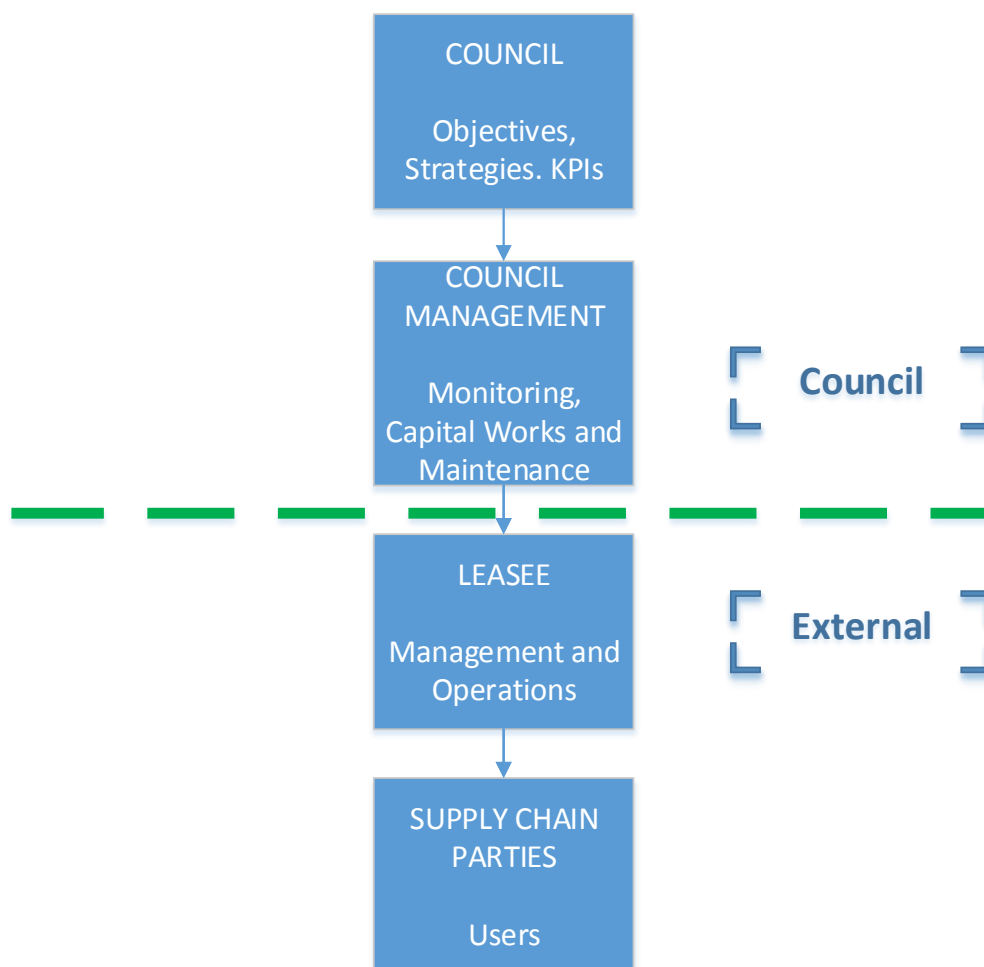 COUNCIL
Objectives,
Strategies. KPIs
COUNCIL
MANAGEMENT
Monitoring,
Capital Works and
Maintenance
Council
LEASEE
Management and
Operations
External
SUPPLY CHAIN
PARTIES
Users